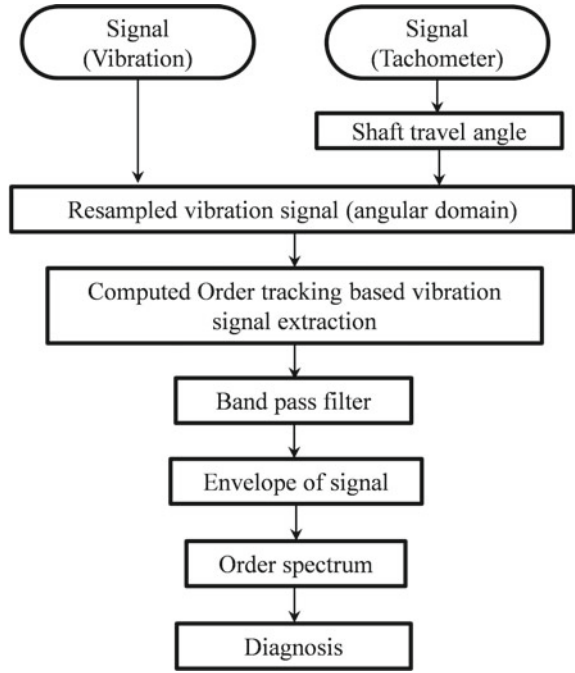 Signal
(Vibration)
Signal
(Tachometer)
Shaft travel angle
Resampled vibration signal (angular domain)
Computed Order tracking based vibration
signal extraction
Band pass filter
Envelope of signal
Order spectrum
Diagnosis